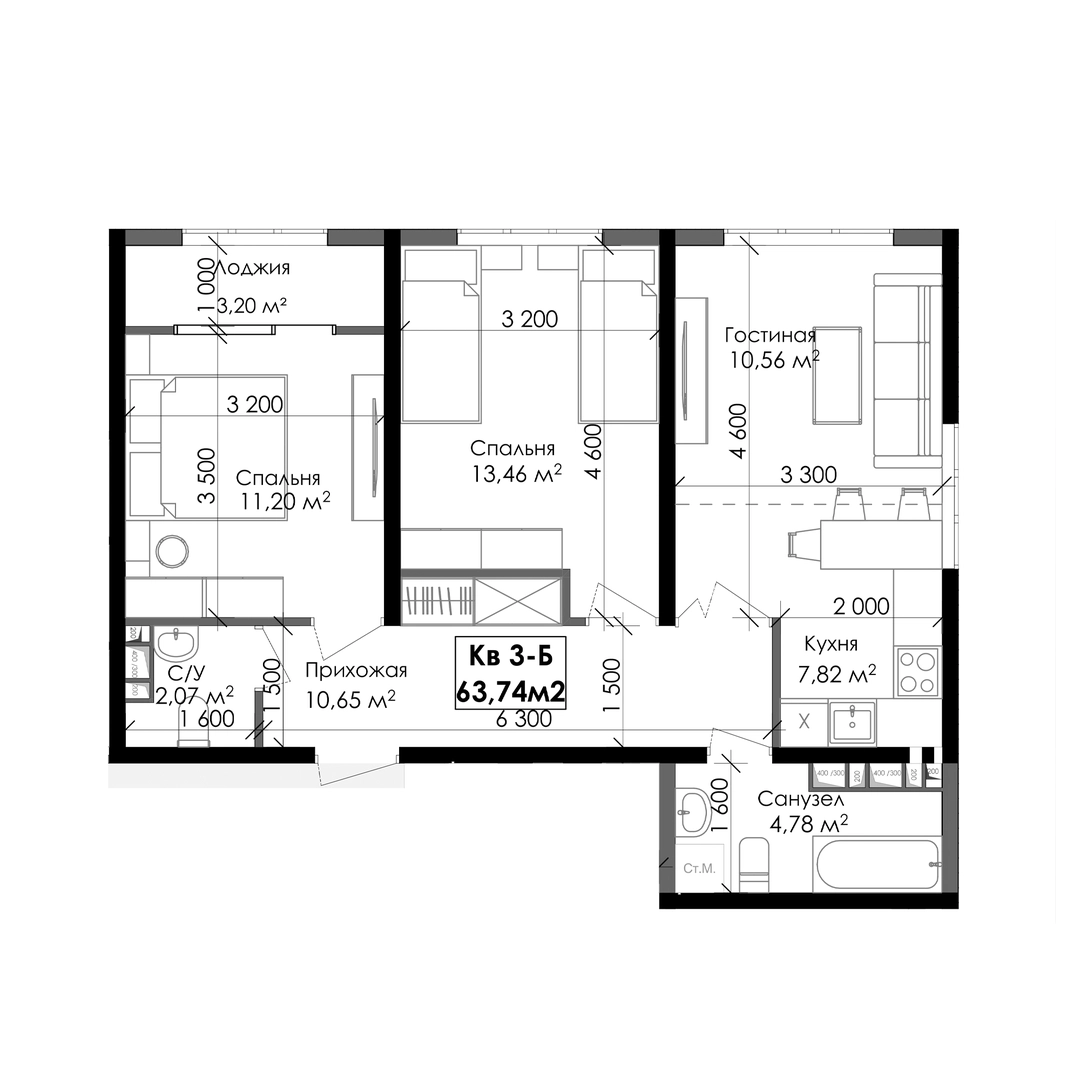 Лоджия
3,20 м²
1 000
3 200
Гостиная
10,56 м²
3 200
4 600
Спальня
13,46 м²
4 600
3 300
3 500
Спальня
11,20 м²
2 000
Кухня
7,82 м²
X
200
400/300
200
С/У
2,07 м²
1 600
1 500
Прихожая
10,65 м²
Кв 3-Б
63,74м2
6 300
1 500
400 /300
200
400 /300
200
200
Санузел
4,78 м²
1 600
Ст.М.